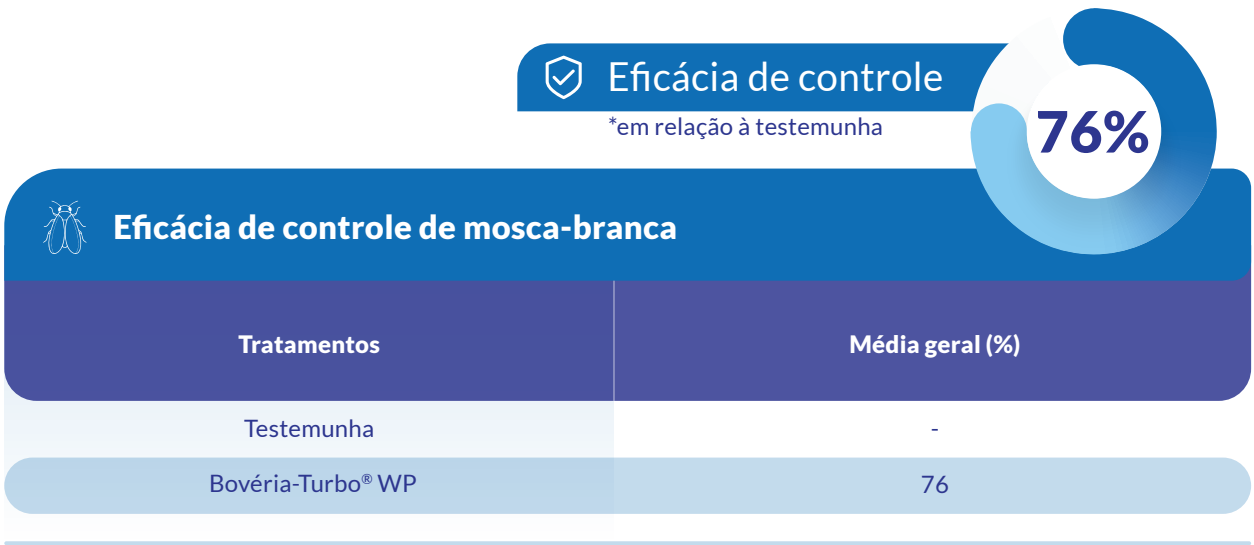 Eficácia de controle
*em relação à testemunha
76%
Eficácia de controle de mosca-branca
Tratamentos
Média geral (%)
Testemunha
-
Bovéria-Turbo® WP
76